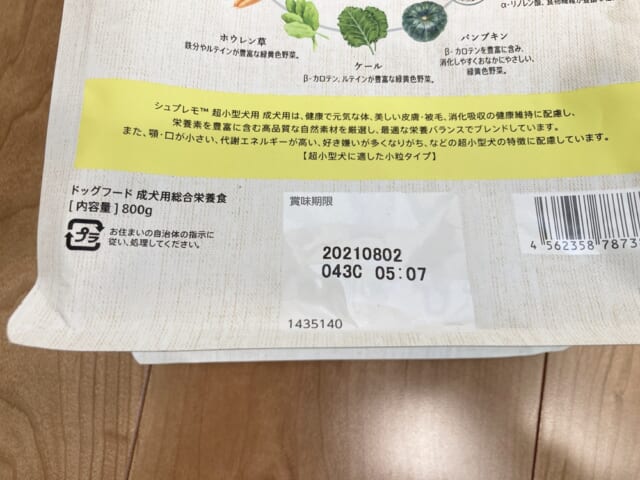 ホウレン草
鉄分やルテインが豊富な緑黄色野菜。
ケール
β-カロテン、ルテインが豊富な緑黄色野菜。
パンプキン
β-カロテンを豊富に含み、
消化しやすくおなかにやさしい、
緑黄色野菜。
シュプレモ™ 超小型犬用 成犬用は、健康で元気な体、美しい皮膚・被毛、消化吸収の健康維持に配慮し、
栄養素を豊富に含む高品質な自然素材を厳選し、最適な栄養バランスでブレンドしています。
また、顎・口が小さい、代謝エネルギーが高い、好き嫌いが多くなりがち、などの超小型犬の特徴に配慮しています。
【超小型犬に適した小粒タイプ】
ドッグフード 成犬用総合栄養食
[ 内容量 ] 800g
プラ
お住まいの自治体の指示に
従い、処理してください。
賞味期限
20210802
043C 05:07
1435140
4 562358 7873